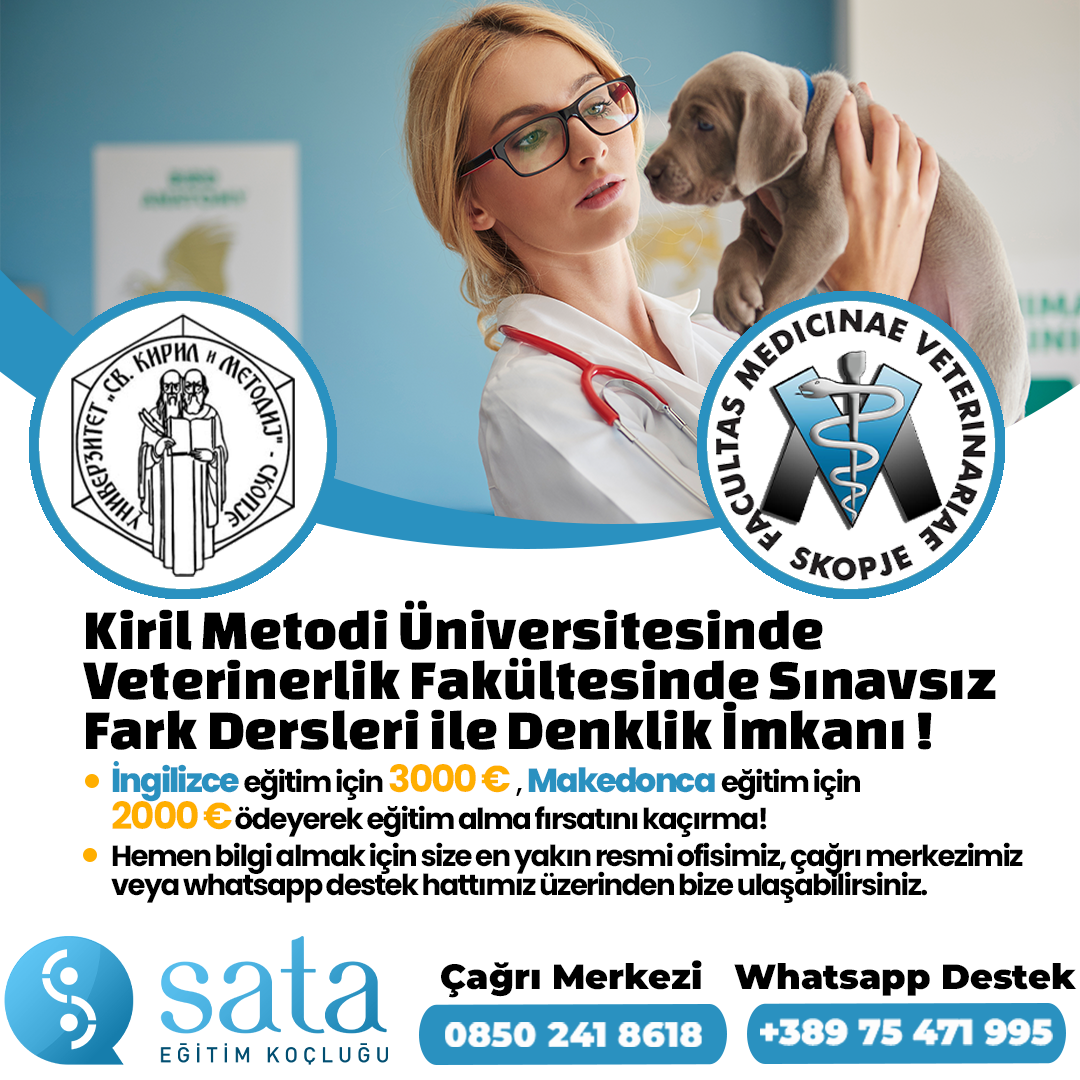 BIRD
ANATOMY
УНИВЕРЗИТЕТ „СВ. КИРИЛ И МЕТОДИЈ" - СКОПЈЕ
FACULTAS MEDICINAE VETERINARIAE
SKOPJE
Kiril Metodi Üniversitesinde
Veterinerlik Fakültesinde Sınavsız
Fark Dersleri ile Denklik İmkanı !
• İngilizce eğitim için 3000 € , Makedonca eğitim için
2000 € ödeyerek eğitim alma fırsatını kaçırma!
• Hemen bilgi almak için size en yakın resmi ofisimiz, çağrı merkezimiz
veya whatsapp destek hattımız üzerinden bize ulaşabilirsiniz.
sata
EĞİTİM KOÇLUĞU
Çağrı Merkezi
0850 241 8618
Whatsapp Destek
+389 75 471 995